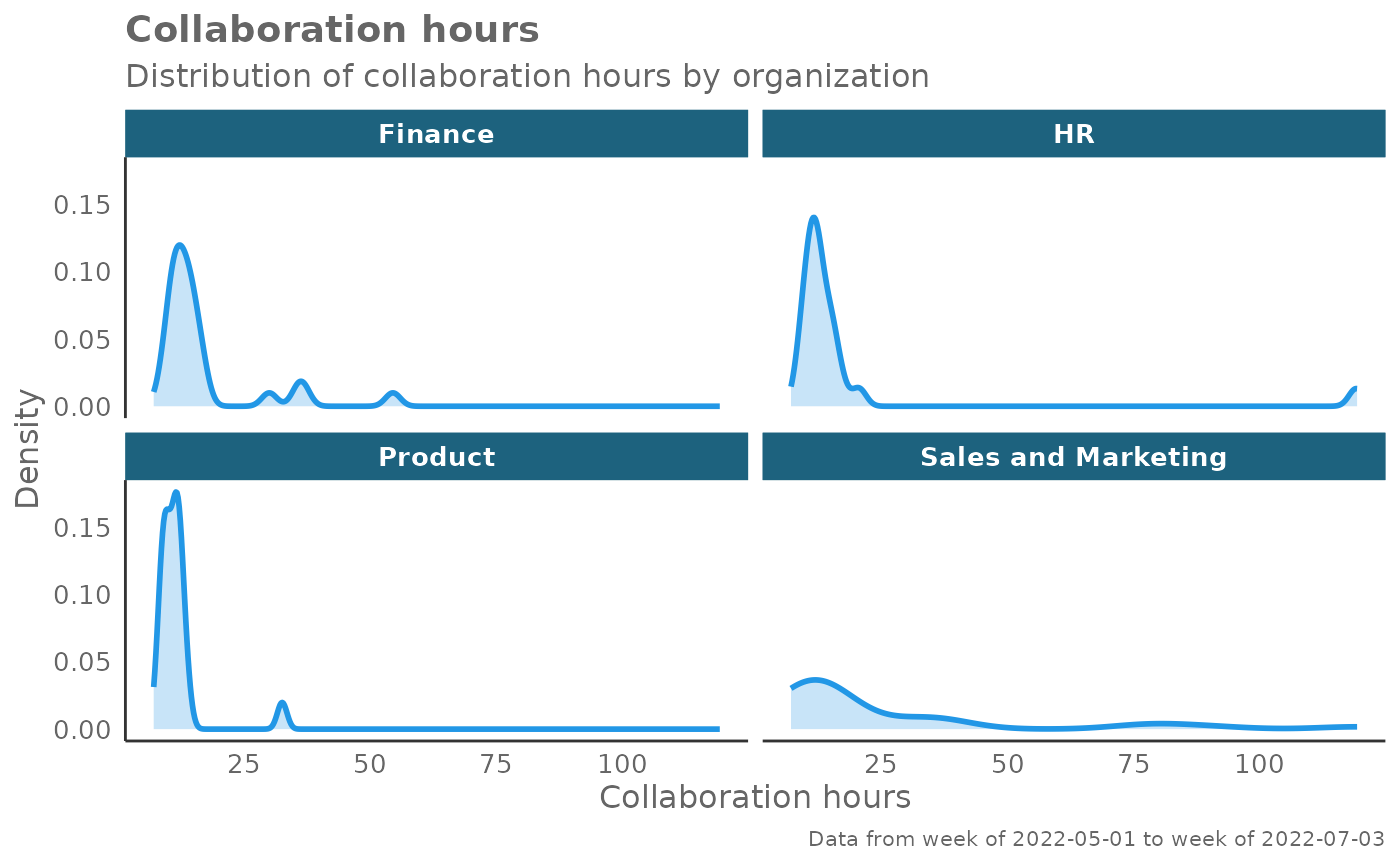 Collaboration hours
Distribution of collaboration hours by organization
Finance
HR
0.15
0.10
0.05
0.00
Product
Sales and Marketing
0.15
0.10
0.05
0.00
Density
25 50 75 100
25 50 75 100
Collaboration hours
Data from week of 2022-05-01 to week of 2022-07-03